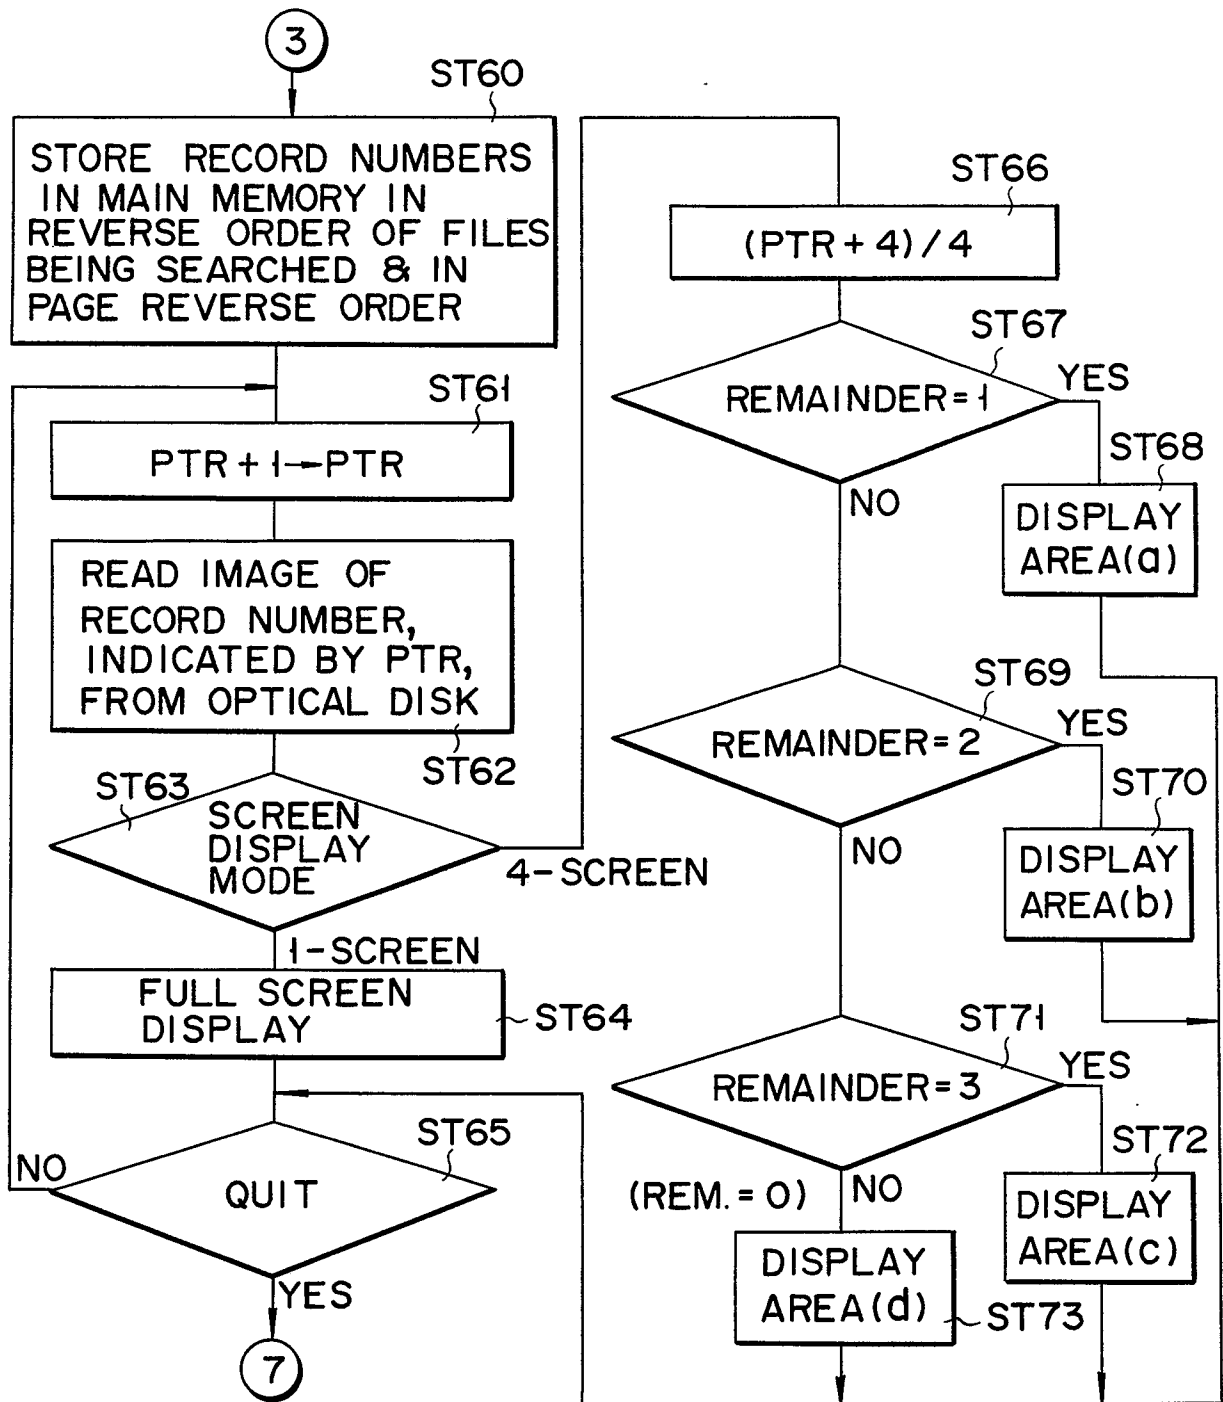 3
ST60
STORE RECORD NUMBERS
IN MAIN MEMORY IN
REVERSE ORDER OF FILES
BEING SEARCHED & IN
PAGE REVERSE ORDER
ST61
PTR + 1 → PTR
READ IMAGE OF
RECORD NUMBER,
INDICATED BY PTR,
FROM OPTICAL DISK
ST62
ST63
SCREEN
DISPLAY
MODE
4-SCREEN
1-SCREEN
FULL SCREEN
DISPLAY
ST64
ST65
NO
QUIT
YES
7
ST66
(PTR + 4) / 4
ST67
REMAINDER = 1
YES
NO
ST68
DISPLAY
AREA(a)
ST69
REMAINDER = 2
YES
NO
ST70
DISPLAY
AREA(b)
ST71
REMAINDER = 3
YES
(REM. = 0)
NO
ST72
DISPLAY
AREA(c)
DISPLAY
AREA(d)
ST73